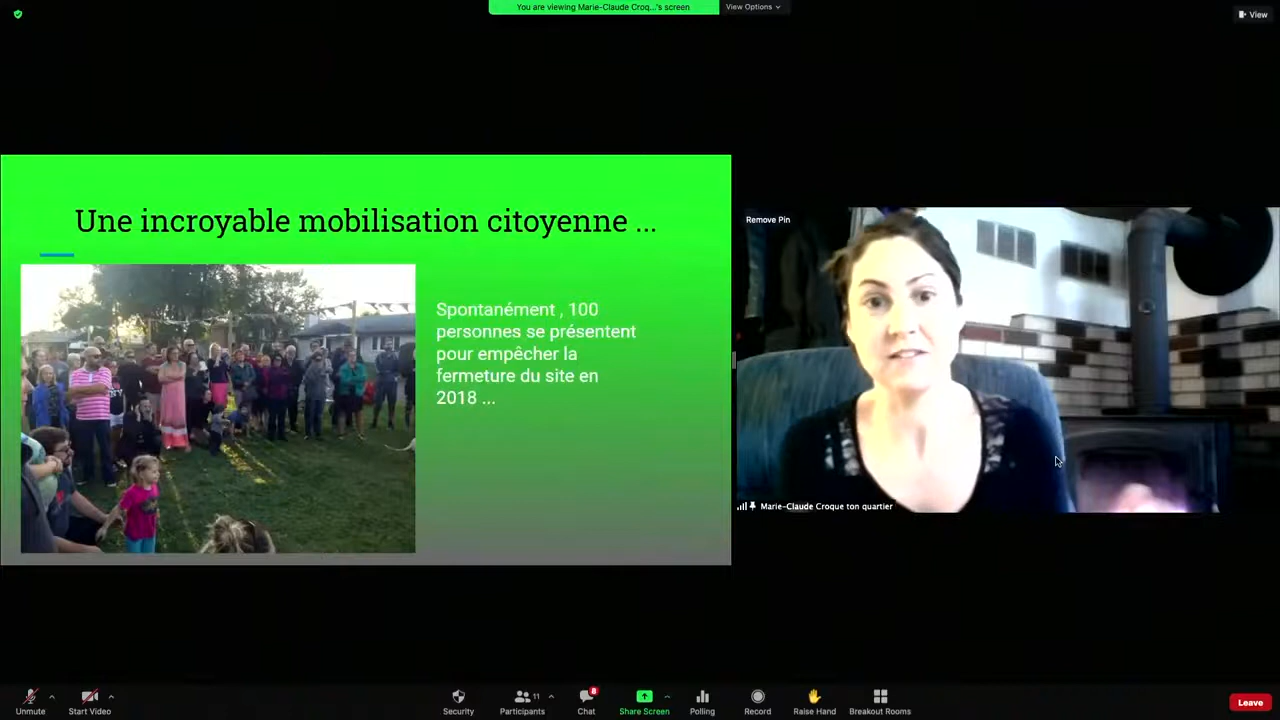 You are viewing Marie-Claude Croq...'s screen
View Options
View
Une incroyable mobilisation citoyenne ...
Remove Pin
Spontanément , 100
personnes se présentent
pour empêcher la
fermeture du site en
2018 ...
Marie-Claude Croque ton quartier
Unmute
Start Video
Security
Participants
11
Chat
8
Share Screen
Polling
Record
Raise Hand
Breakout Rooms
Leave